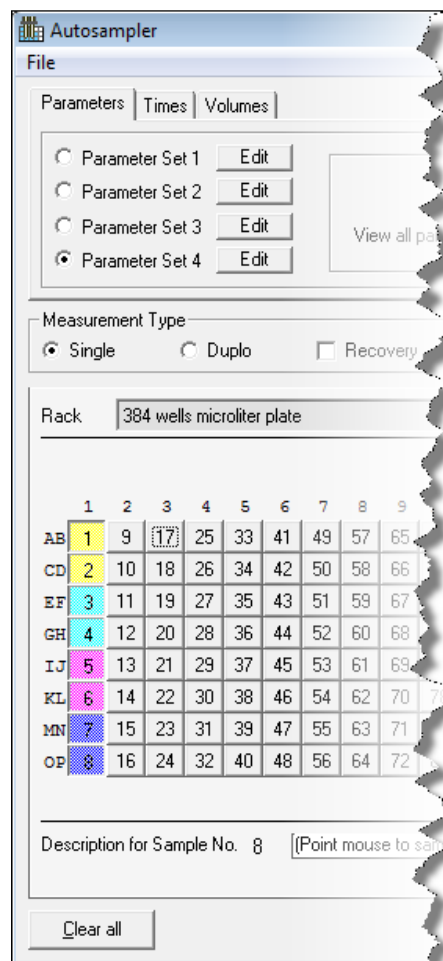 Autosampler
File
Parameters Times Volumes
Parameter Set 1 Edit
Parameter Set 2 Edit
Parameter Set 3 Edit
Parameter Set 4 Edit
View all
Measurement Type
Single Duplo Recovery
Rack 384 wells microliter plate
1 2 3 4 5 6 7 8 9
AB 1 9 17 25 33 41 49 57 65
CD 2 10 18 26 34 42 50 58 66
EF 3 11 19 27 35 43 51 59 67
GH 4 12 20 28 36 44 52 60 68
IJ 5 13 21 29 37 45 53 61 69
KL 6 14 22 30 38 46 54 62 70
MN 7 15 23 31 39 47 55 63 71
OP 8 16 24 32 40 48 56 64 72
Description for Sample No. 8 (Point mouse to
Clear all